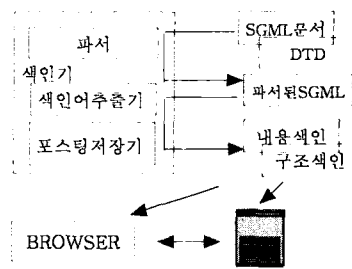 파서
색인기
색인어추출기
포스팅저장기
SGML문서
DTD
파서된SGML
내용색인
구조색인
BROWSER